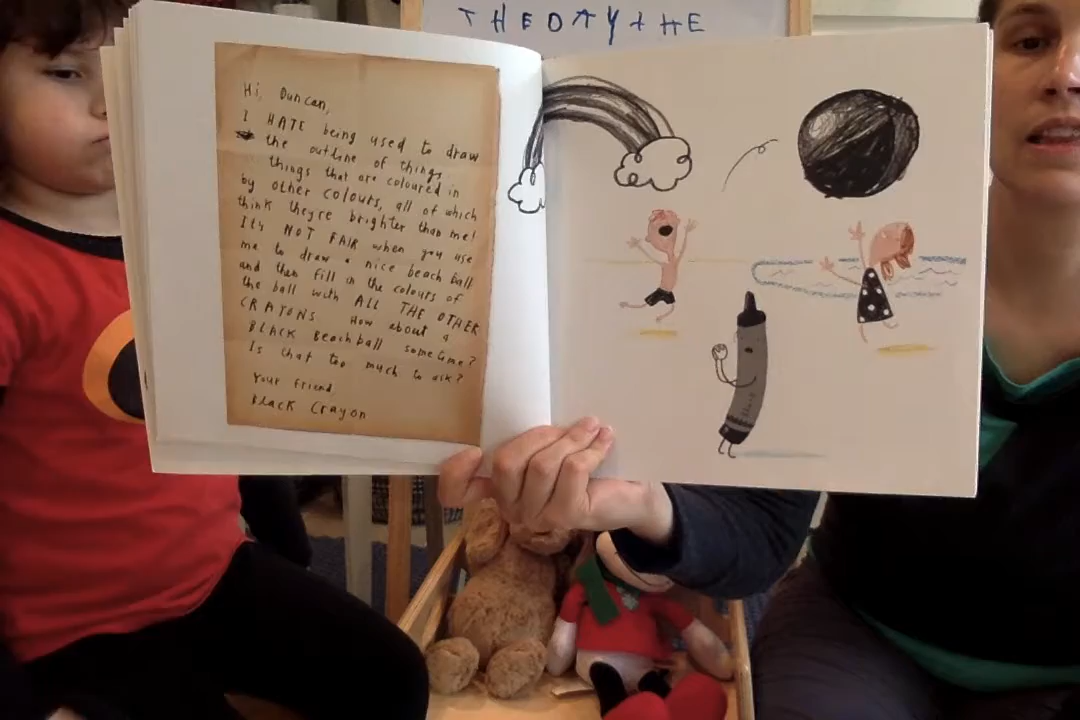 THE DAY THE
Hi, Duncan,
I HATE being used to draw
the outline of things...
things that are coloured in
by other colours, all of which
think they're brighter than me!
It's NOT FAIR when you use
me to draw a nice beach ball
and then fill in the colours of
the ball with ALL THE OTHER
CRAYONS. How about a
BLACK Beach ball sometime?
Is that too much to ask?
Your friend,
Black Crayon